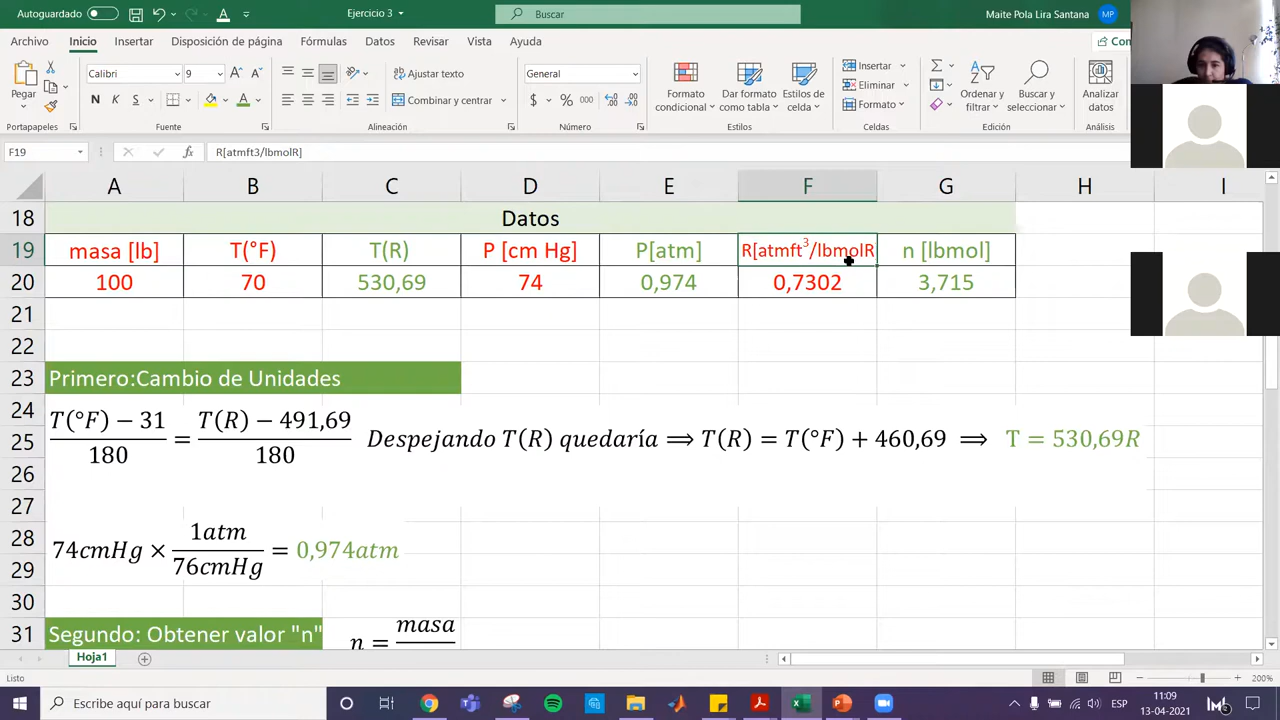 Autoguardado
Ejercicio 3
Buscar
Maite Pola Lira Santana
MP
Archivo Inicio Insertar Disposición de página Fórmulas Datos Revisar Vista Ayuda
Com
Pegar
Calibri 9
N K S
Ajustar texto
Combinar y centrar
General
$ % 000
Formato condicional
Dar formato como tabla
Estilos de celda
Insertar
Eliminar
Formato
Ordenar y filtrar
Buscar y seleccionar
Analizar datos
Portapapeles Fuente Alineación Número Estilos Celdas Edición Análisis
F19 fx R[atmft3/lbmolR]
A B C D E F G H I
18 Datos
19 masa [lb] T(°F) T(R) P [cm Hg] P[atm] R[atmft³/lbmolR n [lbmol]
20 100 70 530,69 74 0,974 0,7302 3,715
21
22
23 Primero:Cambio de Unidades
24
25
T(°F) − 31 / 180 = T(R) − 491,69 / 180 Despejando T(R) quedaría ⟹ T(R) = T(°F) + 460,69 ⟹ T = 530,69R
26
27
28
29
74cmHg × 1atm / 76cmHg = 0,974atm
30
31 Segundo: Obtener valor "n" n = masa
Hoja1
Listo
200%
Escribe aquí para buscar
ESP
11:09
13-04-2021